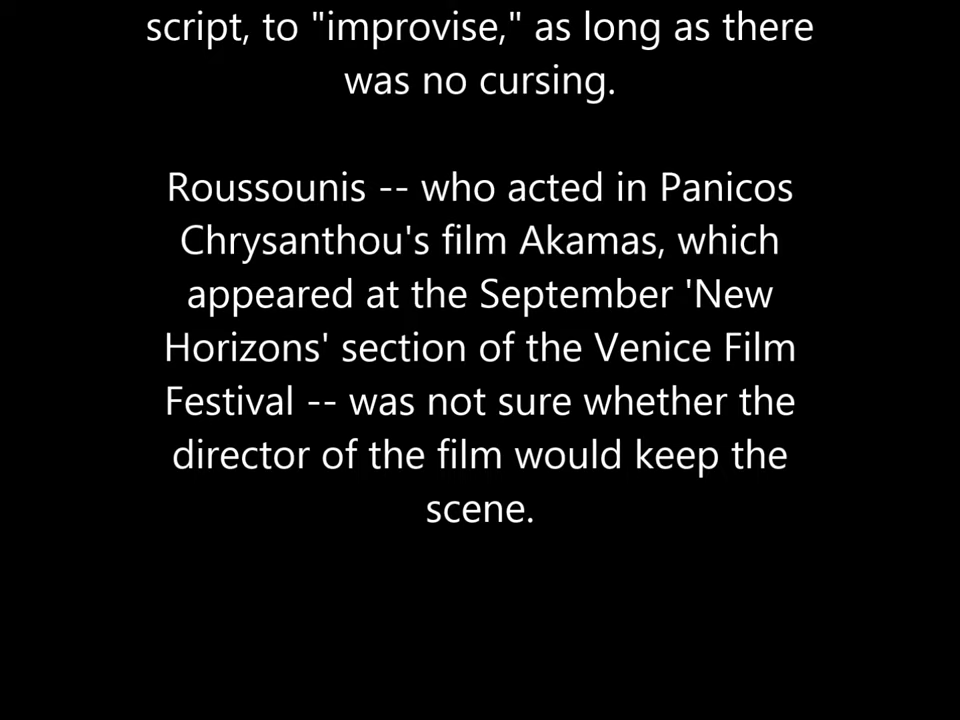 script, to "improvise," as long as there
was no cursing.
Roussounis -- who acted in Panicos
Chrysanthou's film Akamas, which
appeared at the September 'New
Horizons' section of the Venice Film
Festival -- was not sure whether the
director of the film would keep the
scene.